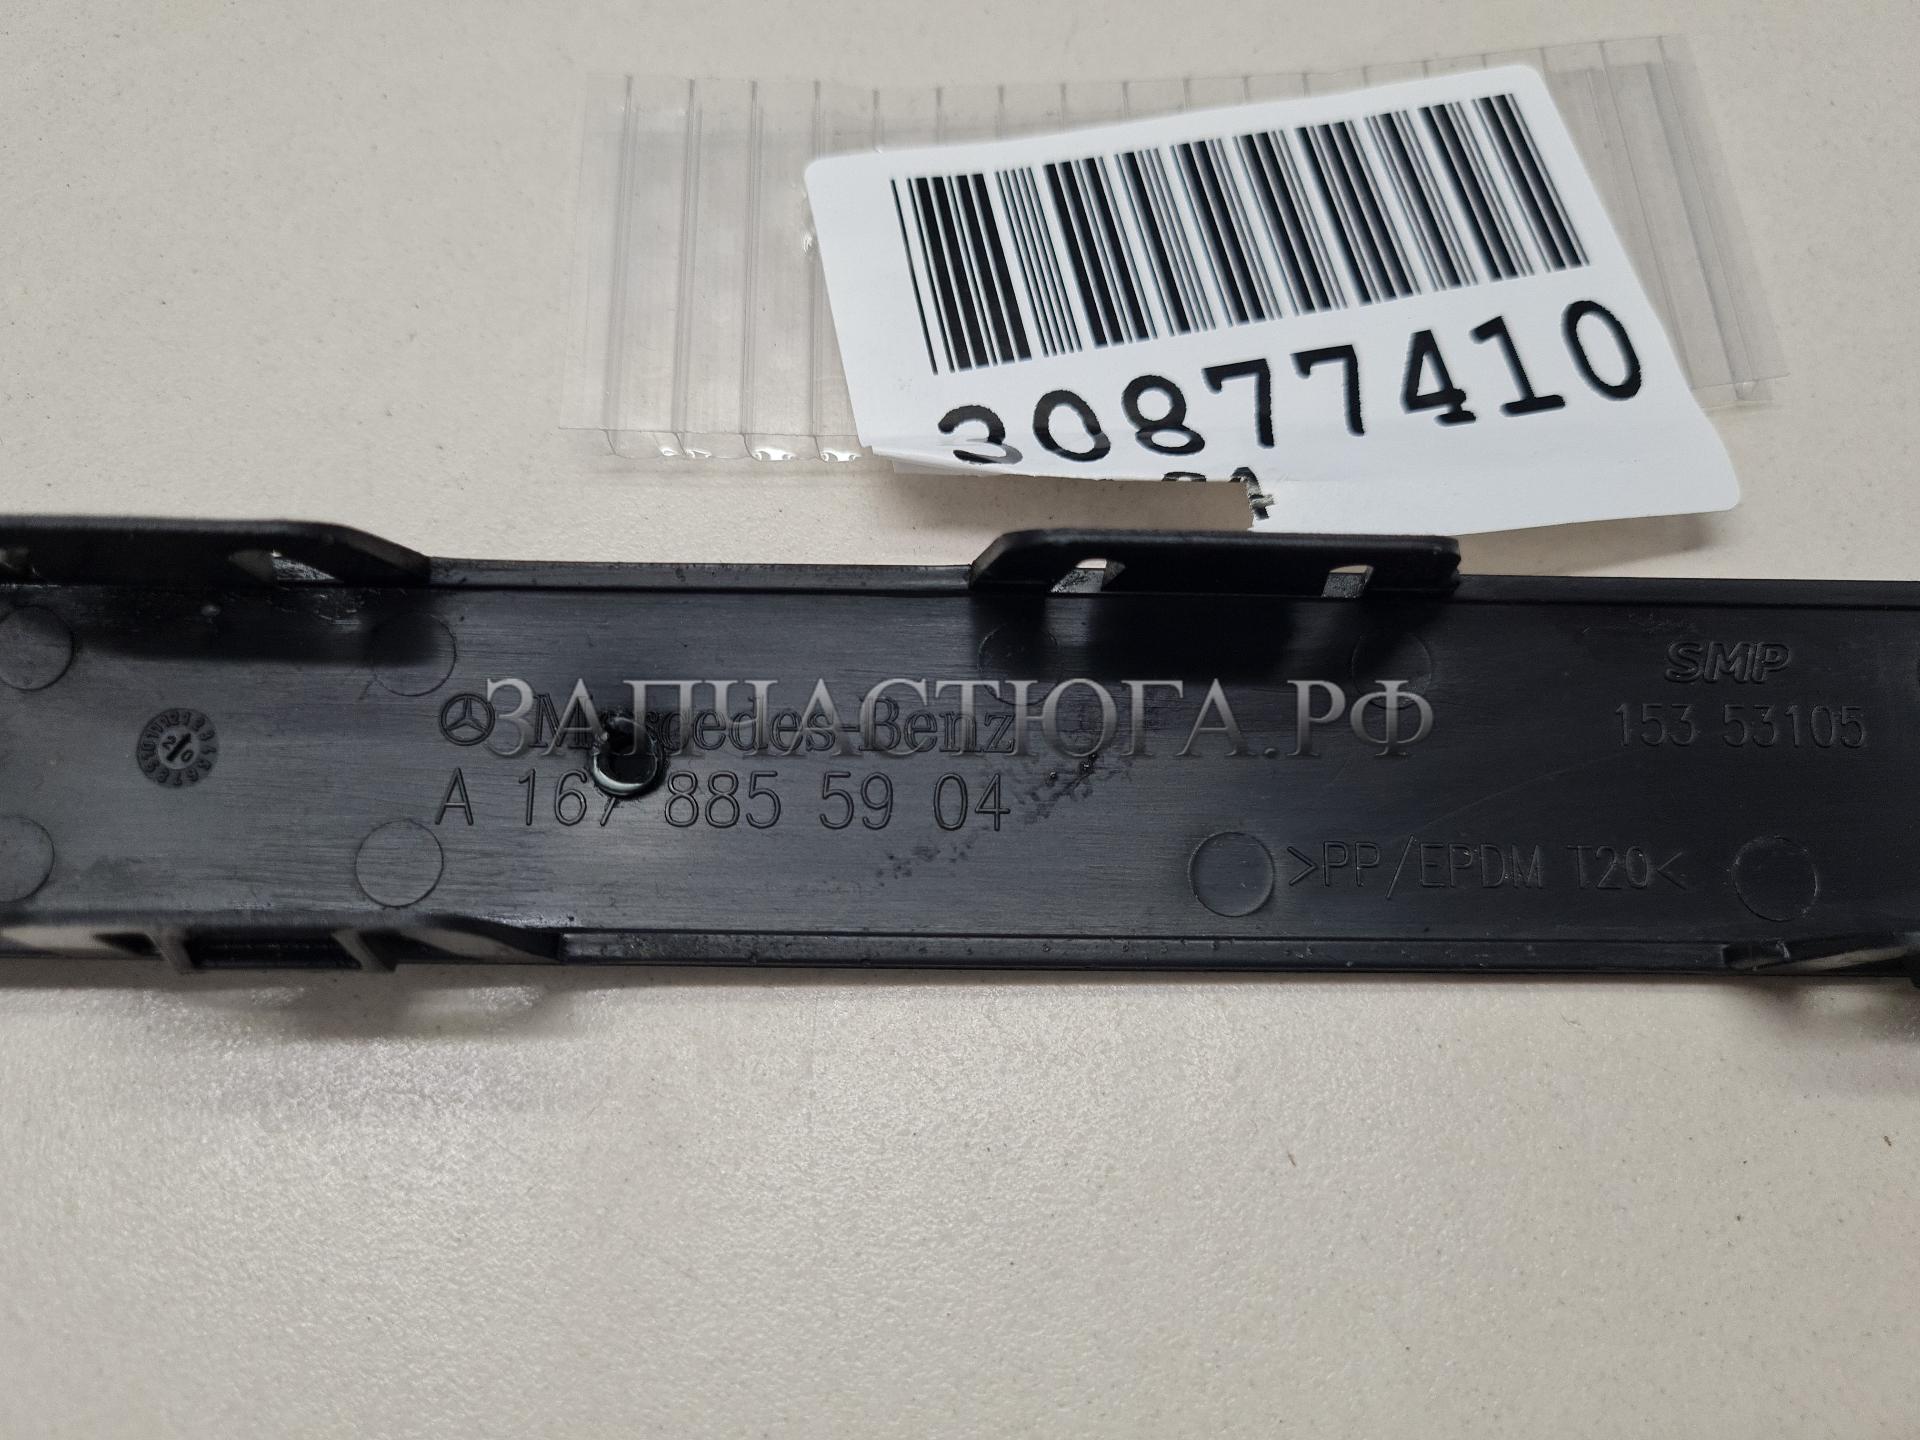 30877410
ЗАПЧАСТЮГА.РФ
Mercedes-Benz
A 167 885 59 04
SMP
153 53105
>PP/EPDM T20<